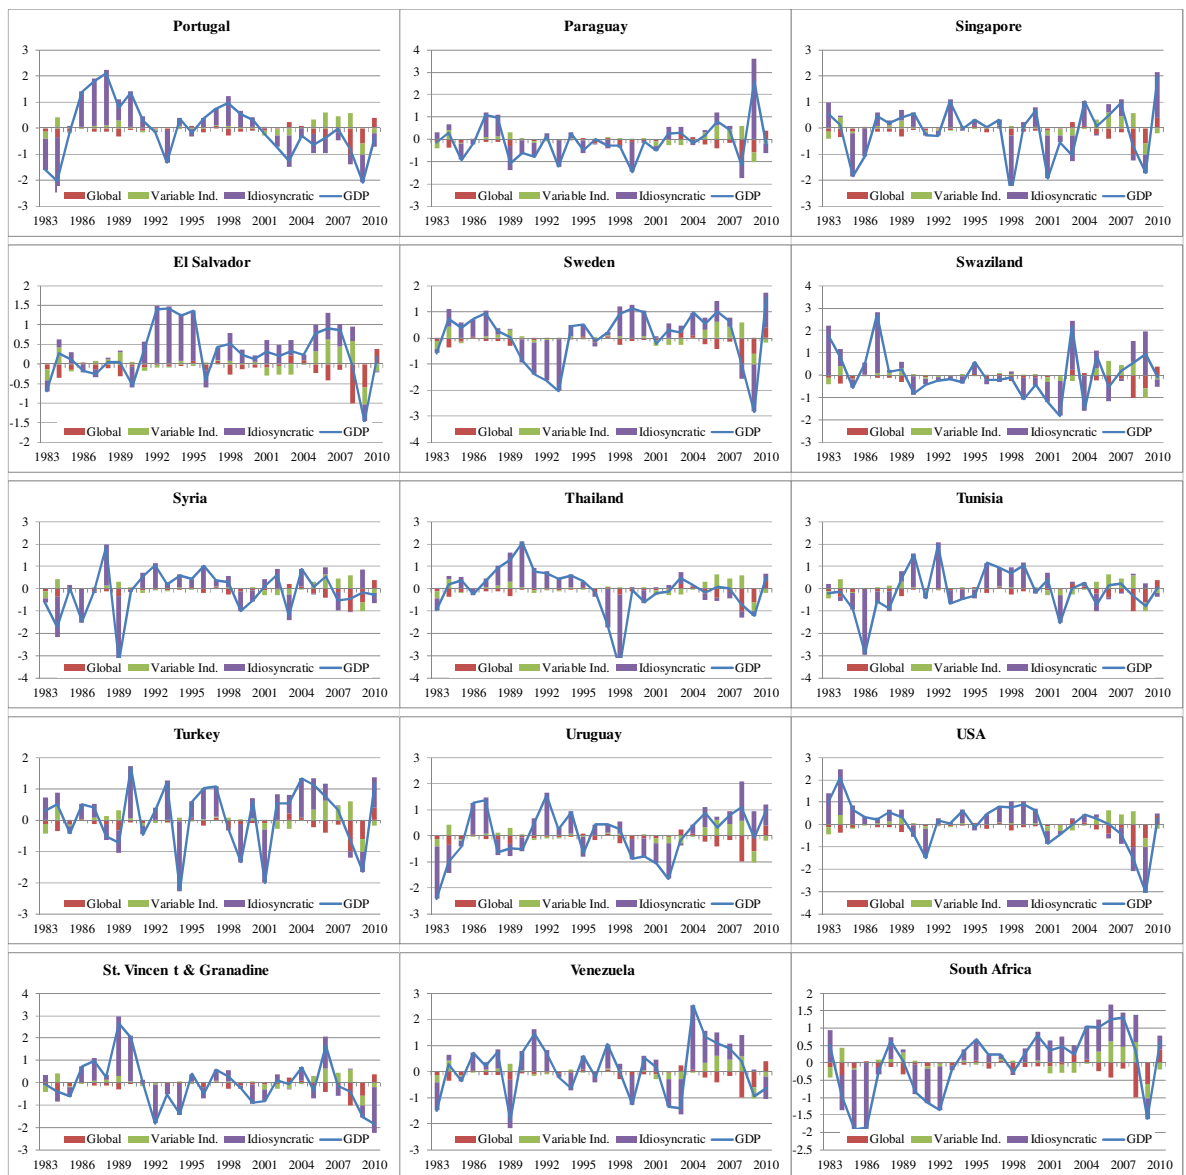 Portugal
3
2
1
0
-1
-2
-3
Global Variable Ind. Idiosyncratic GDP
1983 1986 1989 1992 1995 1998 2001 2004 2007 2010
Paraguay
4
3
2
1
0
-1
-2
-3
Global Variable Ind. Idiosyncratic GDP
1983 1986 1989 1992 1995 1998 2001 2004 2007 2010
Singapore
3
2
1
0
-1
-2
-3
Global Variable Ind. Idiosyncratic GDP
1983 1986 1989 1992 1995 1998 2001 2004 2007 2010
El Salvador
2
1.5
1
0.5
0
-0.5
-1
-1.5
-2
Global Variable Ind. Idiosyncratic GDP
1983 1986 1989 1992 1995 1998 2001 2004 2007 2010
Sweden
2
1
0
-1
-2
-3
-4
Global Variable Ind. Idiosyncratic GDP
1983 1986 1989 1992 1995 1998 2001 2004 2007 2010
Swaziland
4
3
2
1
0
-1
-2
-3
Global Variable Ind. Idiosyncratic GDP
1983 1986 1989 1992 1995 1998 2001 2004 2007 2010
Syria
3
2
1
0
-1
-2
-3
-4
Global Variable Ind. Idiosyncratic GDP
1983 1986 1989 1992 1995 1998 2001 2004 2007 2010
Thailand
3
2
1
0
-1
-2
-3
-4
Global Variable Ind. Idiosyncratic GDP
1983 1986 1989 1992 1995 1998 2001 2004 2007 2010
Tunisia
3
2
1
0
-1
-2
-3
-4
Global Variable Ind. Idiosyncratic GDP
1983 1986 1989 1992 1995 1998 2001 2004 2007 2010
Turkey
2
1
0
-1
-2
-3
Global Variable Ind. Idiosyncratic GDP
1983 1986 1989 1992 1995 1998 2001 2004 2007 2010
Uruguay
3
2
1
0
-1
-2
-3
Global Variable Ind. Idiosyncratic GDP
1983 1986 1989 1992 1995 1998 2001 2004 2007 2010
USA
3
2
1
0
-1
-2
-3
-4
Global Variable Ind. Idiosyncratic GDP
1983 1986 1989 1992 1995 1998 2001 2004 2007 2010
St. Vincen t & Granadine
4
3
2
1
0
-1
-2
-3
Global Variable Ind. Idiosyncratic GDP
1983 1986 1989 1992 1995 1998 2001 2004 2007 2010
Venezuela
3
2
1
0
-1
-2
-3
Global Variable Ind. Idiosyncratic GDP
1983 1986 1989 1992 1995 1998 2001 2004 2007 2010
South Africa
2
1.5
1
0.5
0
-0.5
-1
-1.5
-2
-2.5
Global Variable Ind. Idiosyncratic GDP
1983 1986 1989 1992 1995 1998 2001 2004 2007 2010